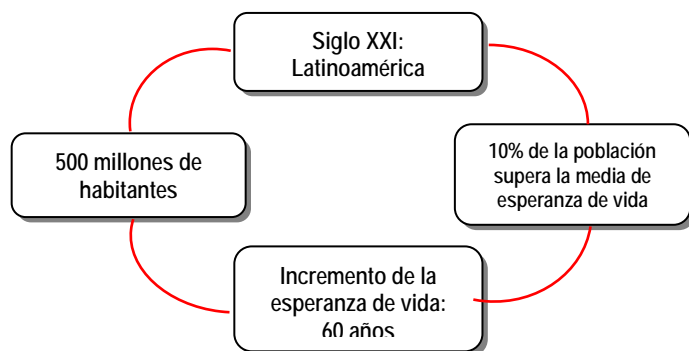 Siglo XXI:
Latinoamérica
500 millones de
habitantes
10% de la población
supera la media de
esperanza de vida
Incremento de la
esperanza de vida:
60 años